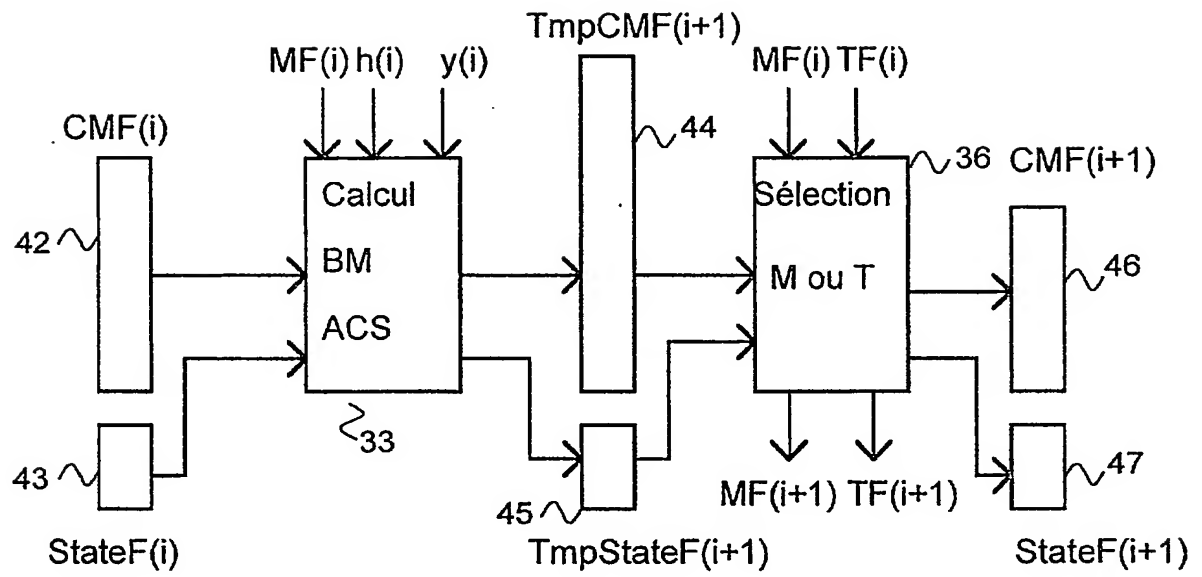 TmpCMF(i+1)
MF(i) h(i) y(i)
MF(i) TF(i)
CMF(i)
44
36
CMF(i+1)
Calcul
BM
ACS
Sélection
M ou T
42
46
33
43
45
47
MF(i+1) TF(i+1)
StateF(i)
TmpStateF(i+1)
StateF(i+1)